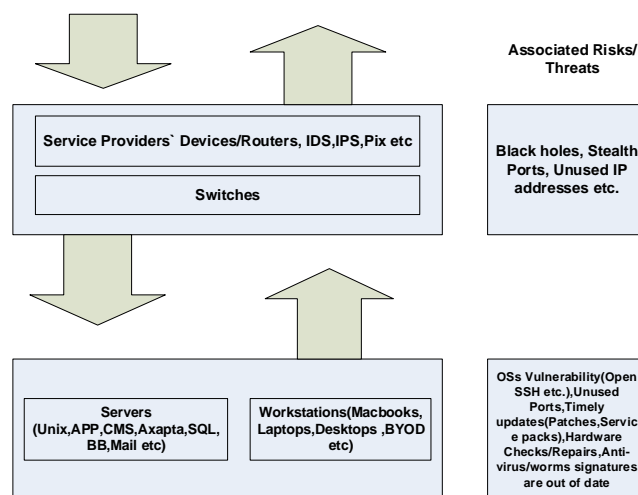 Associated Risks/
Threats
Service Providers` Devices/Routers, IDS,IPS,Pix etc
Switches
Black holes, Stealth
Ports, Unused IP
addresses etc.
Servers
(Unix,APP,CMS,Axapta,SQL,
BB,Mail etc)
Workstations(Macbooks,
Laptops,Desktops ,BYOD
etc)
OSs Vulnerability(Open
SSH etc.),Unused
Ports,Timely
updates(Patches,Servic
e packs),Hardware
Checks/Repairs,Anti-
virus/worms signatures
are out of date